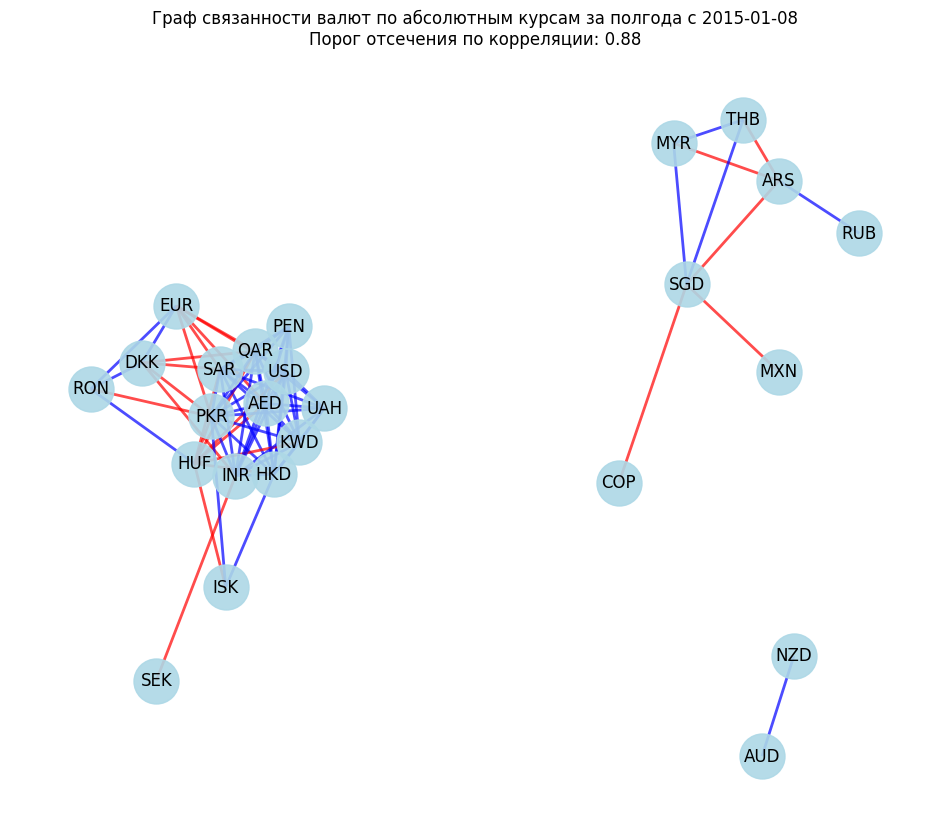 Граф связанности валют по абсолютным курсам за полгода с 2015-01-08
Порог отсечения по корреляции: 0.88
THB
MYR
ARS
RUB
SGD
EUR
PEN
QAR
DKK
SAR
USD
MXN
RON
AED
UAH
PKR
KWD
HUF
INR
HKD
COP
ISK
NZD
SEK
AUD